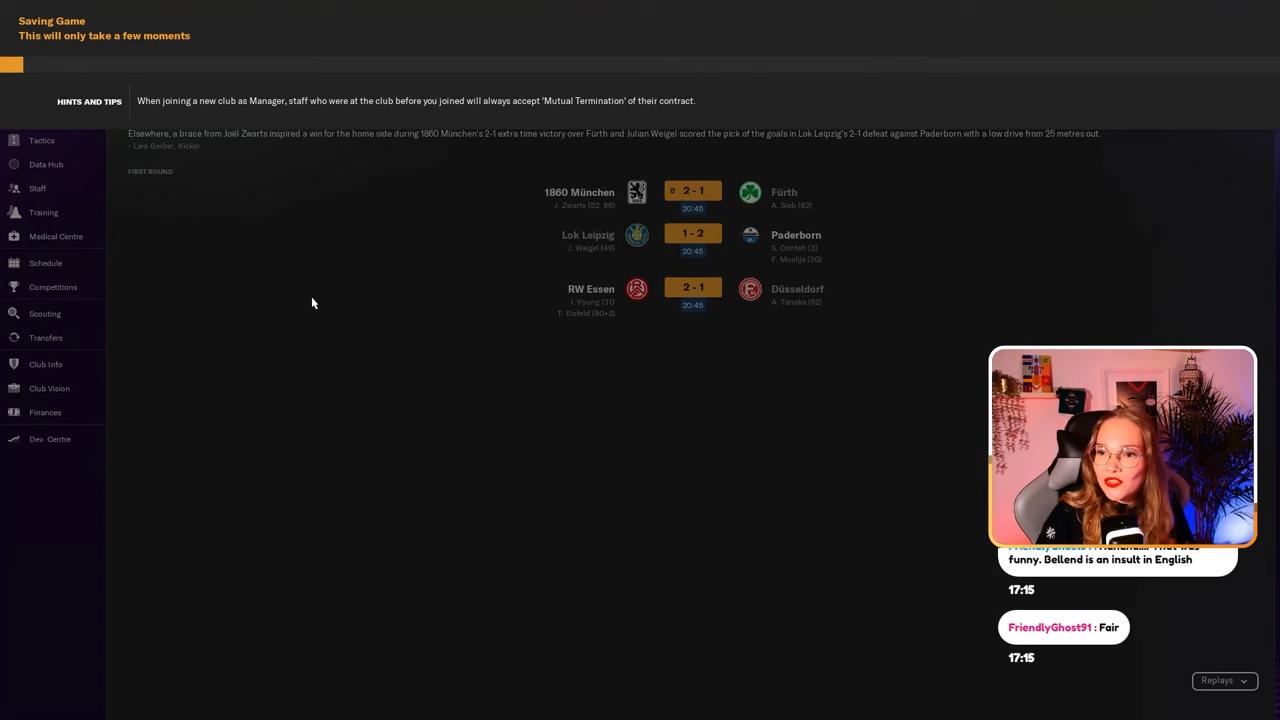 Saving Game
This will only take a few moments
HINTS AND TIPS
When joining a new club as Manager, staff who were at the club before you joined will always accept 'Mutual Termination' of their contract.
Elsewhere, a brace from Joël Zwarts inspired a win for the home side during 1860 München's 2-1 extra time victory over Fürth and Julian Weigel scored the pick of the goals in Lok Leipzig's 2-1 defeat against Paderborn with a low drive from 25 metres out.
- Lars Gerber, Kicker
FIRST ROUND
Tactics
Data Hub
Staff
Training
Medical Centre
Schedule
Competitions
Scouting
Transfers
Club Info
Club Vision
Finances
Dev. Centre
1860 München e 2 - 1 Fürth
J. Zwarts (52, 96) 20:45 A. Sieb (82)
Lok Leipzig 1 - 2 Paderborn
J. Weigel (49) 20:45 S. Conteh (3)
F. Muslija (30)
RW Essen 2 - 1 Düsseldorf
I. Young (31) 20:45 A. Tanaka (62)
T. Eisfeld (90+2)
funny. Bellend is an insult in English
17:15
FriendlyGhost91 : Fair
17:15
Replays